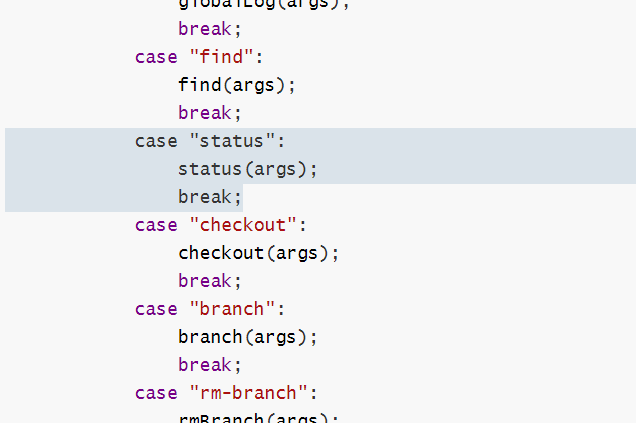 globalLog(args);
break;
case "find":
find(args);
break;
case "status":
status(args);
break;
case "checkout":
checkout(args);
break;
case "branch":
branch(args);
break;
case "rm-branch":
rmBranch(args);